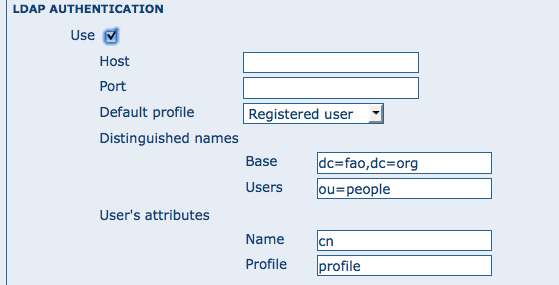 LDAP AUTHENTICATION
Use
Host
Port
Default profile Registered user
Distinguished names
Base dc=fao,dc=org
Users ou=people
User's attributes
Name cn
Profile profile